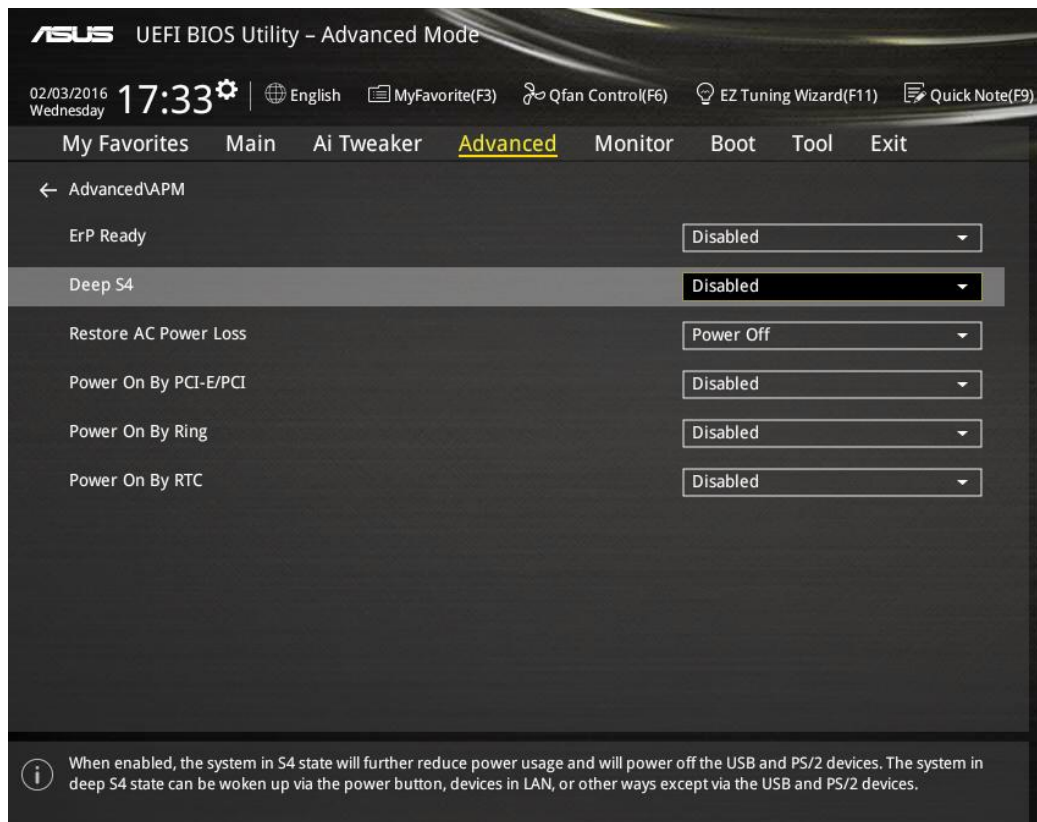 ASUS UEFI BIOS Utility – Advanced Mode
02/03/2016 Wednesday 17:33 English MyFavorite(F3) Qfan Control(F6) EZ Tuning Wizard(F11) Quick Note(F9)
My Favorites Main Ai Tweaker Advanced Monitor Boot Tool Exit
Advanced\APM
ErP Ready Disabled
Deep S4 Disabled
Restore AC Power Loss Power Off
Power On By PCI-E/PCI Disabled
Power On By Ring Disabled
Power On By RTC Disabled
When enabled, the system in S4 state will further reduce power usage and will power off the USB and PS/2 devices. The system in
deep S4 state can be woken up via the power button, devices in LAN, or other ways except via the USB and PS/2 devices.